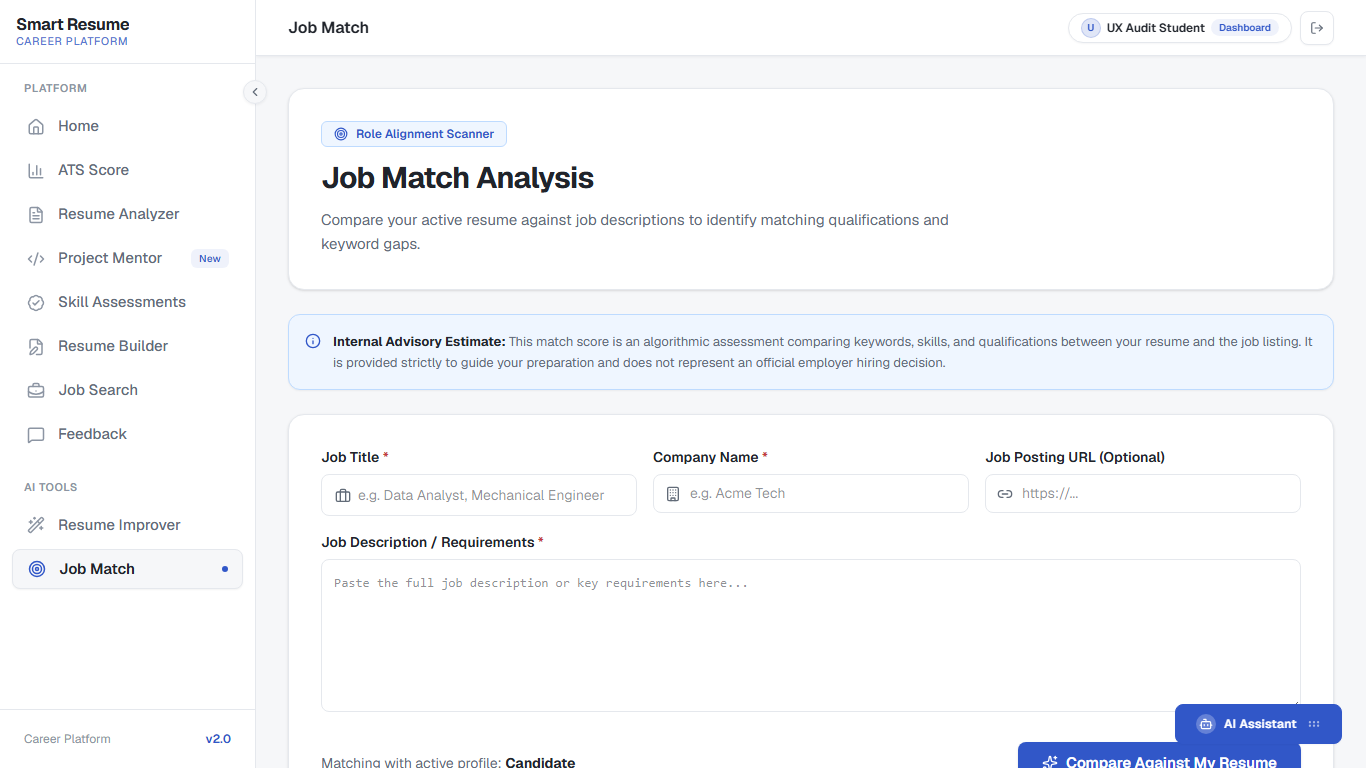 Smart Resume
CAREER PLATFORM
Job Match
U UX Audit Student Dashboard
PLATFORM
Home
ATS Score
Resume Analyzer
Project Mentor New
Skill Assessments
Resume Builder
Job Search
Feedback
AI TOOLS
Resume Improver
Job Match
Career Platform v2.0
Role Alignment Scanner
Job Match Analysis
Compare your active resume against job descriptions to identify matching qualifications and
keyword gaps.
Internal Advisory Estimate: This match score is an algorithmic assessment comparing keywords, skills, and qualifications between your resume and the job listing. It
is provided strictly to guide your preparation and does not represent an official employer hiring decision.
Job Title *
e.g. Data Analyst, Mechanical Engineer
Company Name *
e.g. Acme Tech
Job Posting URL (Optional)
https://...
Job Description / Requirements *
Paste the full job description or key requirements here...
AI Assistant
Matching with active profile: Candidate
Compare Against My Resume